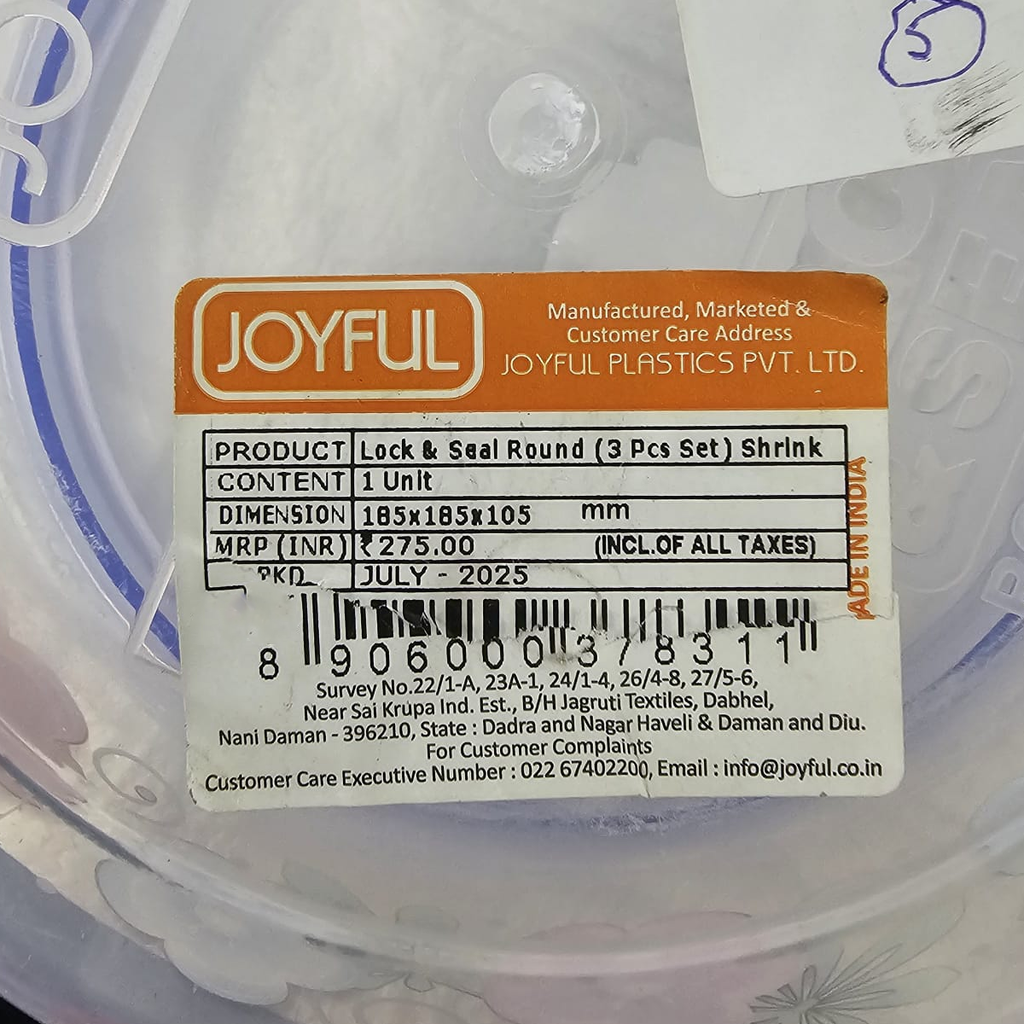 JOYFUL
Manufactured, Marketed &
Customer Care Address
JOYFUL PLASTICS PVT. LTD.
PRODUCT Lock & Seal Round (3 Pcs Set) Shrink
CONTENT 1 Unit
DIMENSION 185x185x105 mm
MRP (INR) ₹275.00 (INCL.OF ALL TAXES)
PKD JULY - 2025
ADE IN INDIA
8 906000 378311
Survey No.22/1-A, 23A-1, 24/1-4, 26/4-8, 27/5-6,
Near Sai Krupa Ind. Est., B/H Jagruti Textiles, Dabhel,
Nani Daman - 396210, State : Dadra and Nagar Haveli & Daman and Diu.
For Customer Complaints
Customer Care Executive Number : 022 67402200, Email : info@joyful.co.in